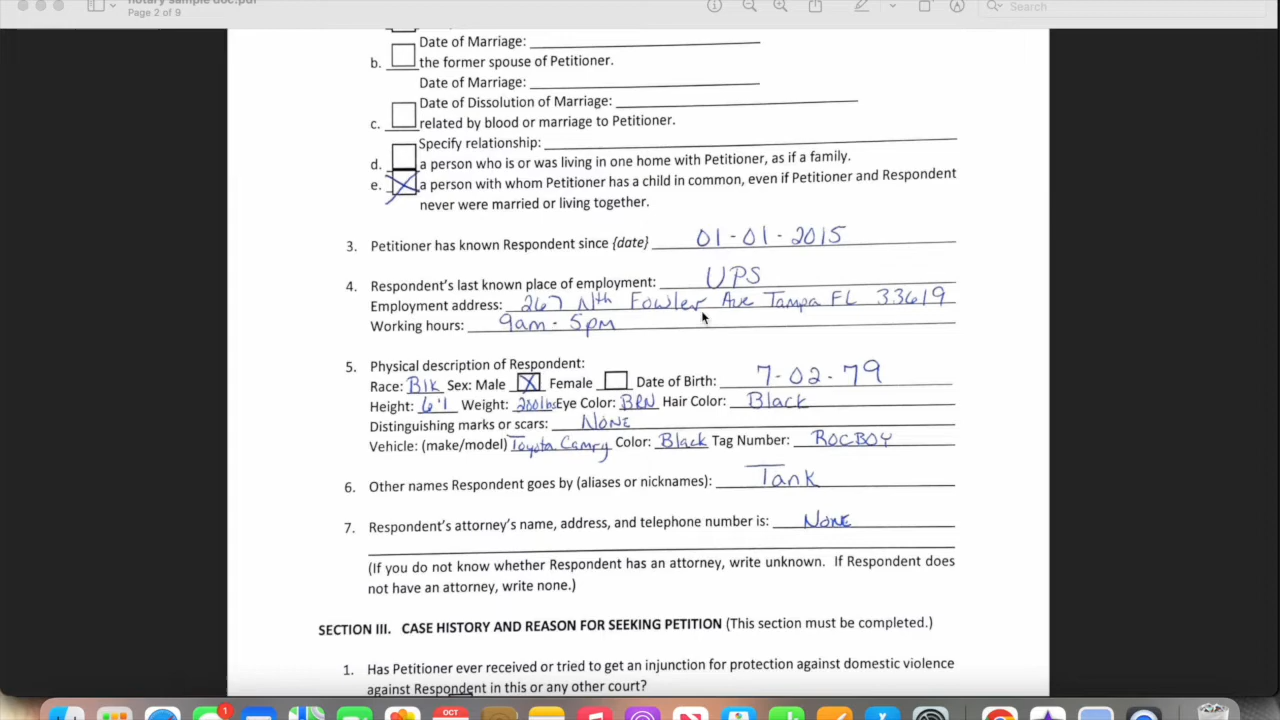 notary sample doc.pdf
Page 2 of 9
Search
Date of Marriage:
b. the former spouse of Petitioner.
Date of Marriage:
Date of Dissolution of Marriage:
c. related by blood or marriage to Petitioner.
Specify relationship:
d. a person who is or was living in one home with Petitioner, as if a family.
e. a person with whom Petitioner has a child in common, even if Petitioner and Respondent
never were married or living together.
3. Petitioner has known Respondent since {date} 01-01-2015
4. Respondent's last known place of employment: UPS
Employment address: 267 Nth Fowler Ave Tampa FL 33619
Working hours: 9am - 5pm
5. Physical description of Respondent:
Race: Blk Sex: Male X Female Date of Birth: 7-02-79
Height: 6'1 Weight: 200lbs Eye Color: BRN Hair Color: Black
Distinguishing marks or scars: NONE
Vehicle: (make/model) Toyota Camry Color: Black Tag Number: ROCBOY
6. Other names Respondent goes by (aliases or nicknames): Tank
7. Respondent's attorney's name, address, and telephone number is: NONE
(If you do not know whether Respondent has an attorney, write unknown. If Respondent does
not have an attorney, write none.)
SECTION III. CASE HISTORY AND REASON FOR SEEKING PETITION (This section must be completed.)
1. Has Petitioner ever received or tried to get an injunction for protection against domestic violence
against Respondent in this or any other court?
1
OCT